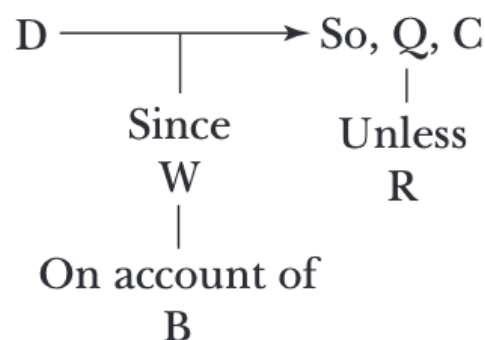 D So, Q, C
Since
Unless
W
R
On account of
B